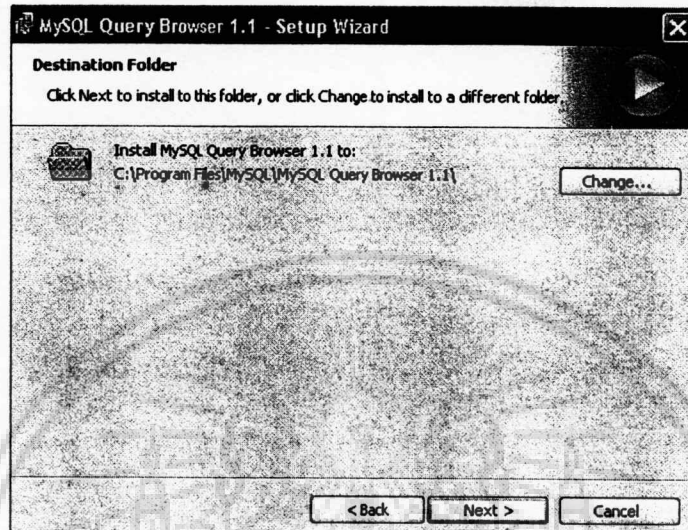 MySQL Query Browser 1.1 - Setup Wizard
Destination Folder
Click Next to install to this folder, or click Change to install to a different folder.
Install MySQL Query Browser 1.1 to:
C:\Program Files\MySQL\MySQL Query Browser 1.1\
Change...
< Back
Next >
Cancel